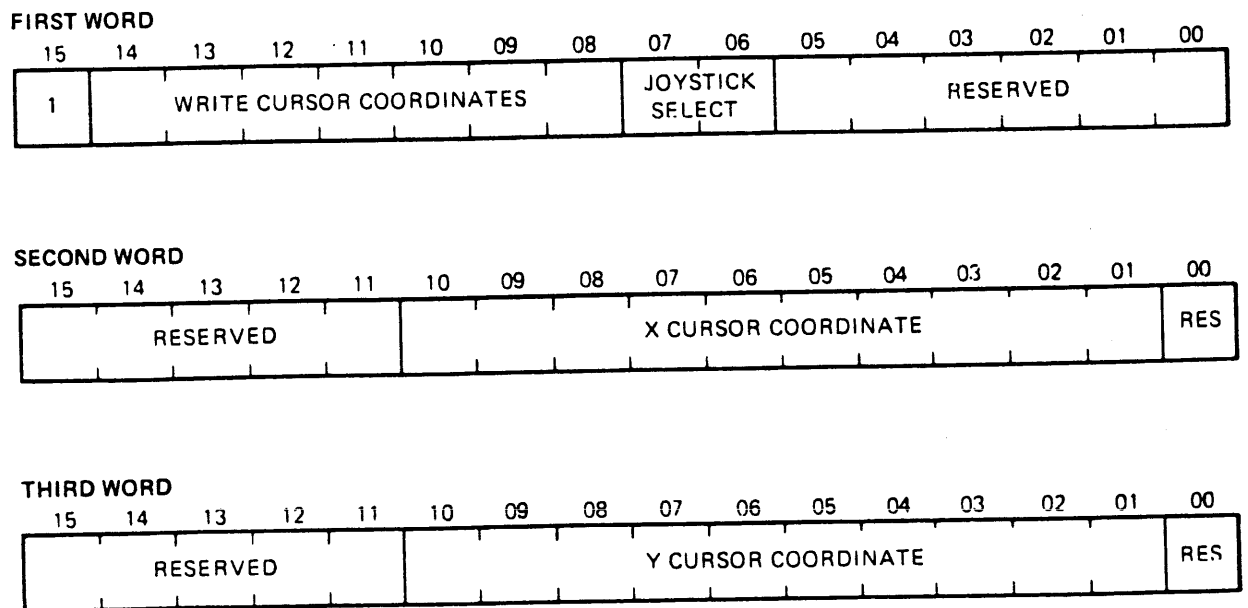 FIRST WORD
15 14 13 12 11 10 09 08 07 06 05 04 03 02 01 00
1 WRITE CURSOR COORDINATES JOYSTICK SELECT RESERVED
SECOND WORD
15 14 13 12 11 10 09 08 07 06 05 04 03 02 01 00
RESERVED X CURSOR COORDINATE RES
THIRD WORD
15 14 13 12 11 10 09 08 07 06 05 04 03 02 01 00
RESERVED Y CURSOR COORDINATE RES